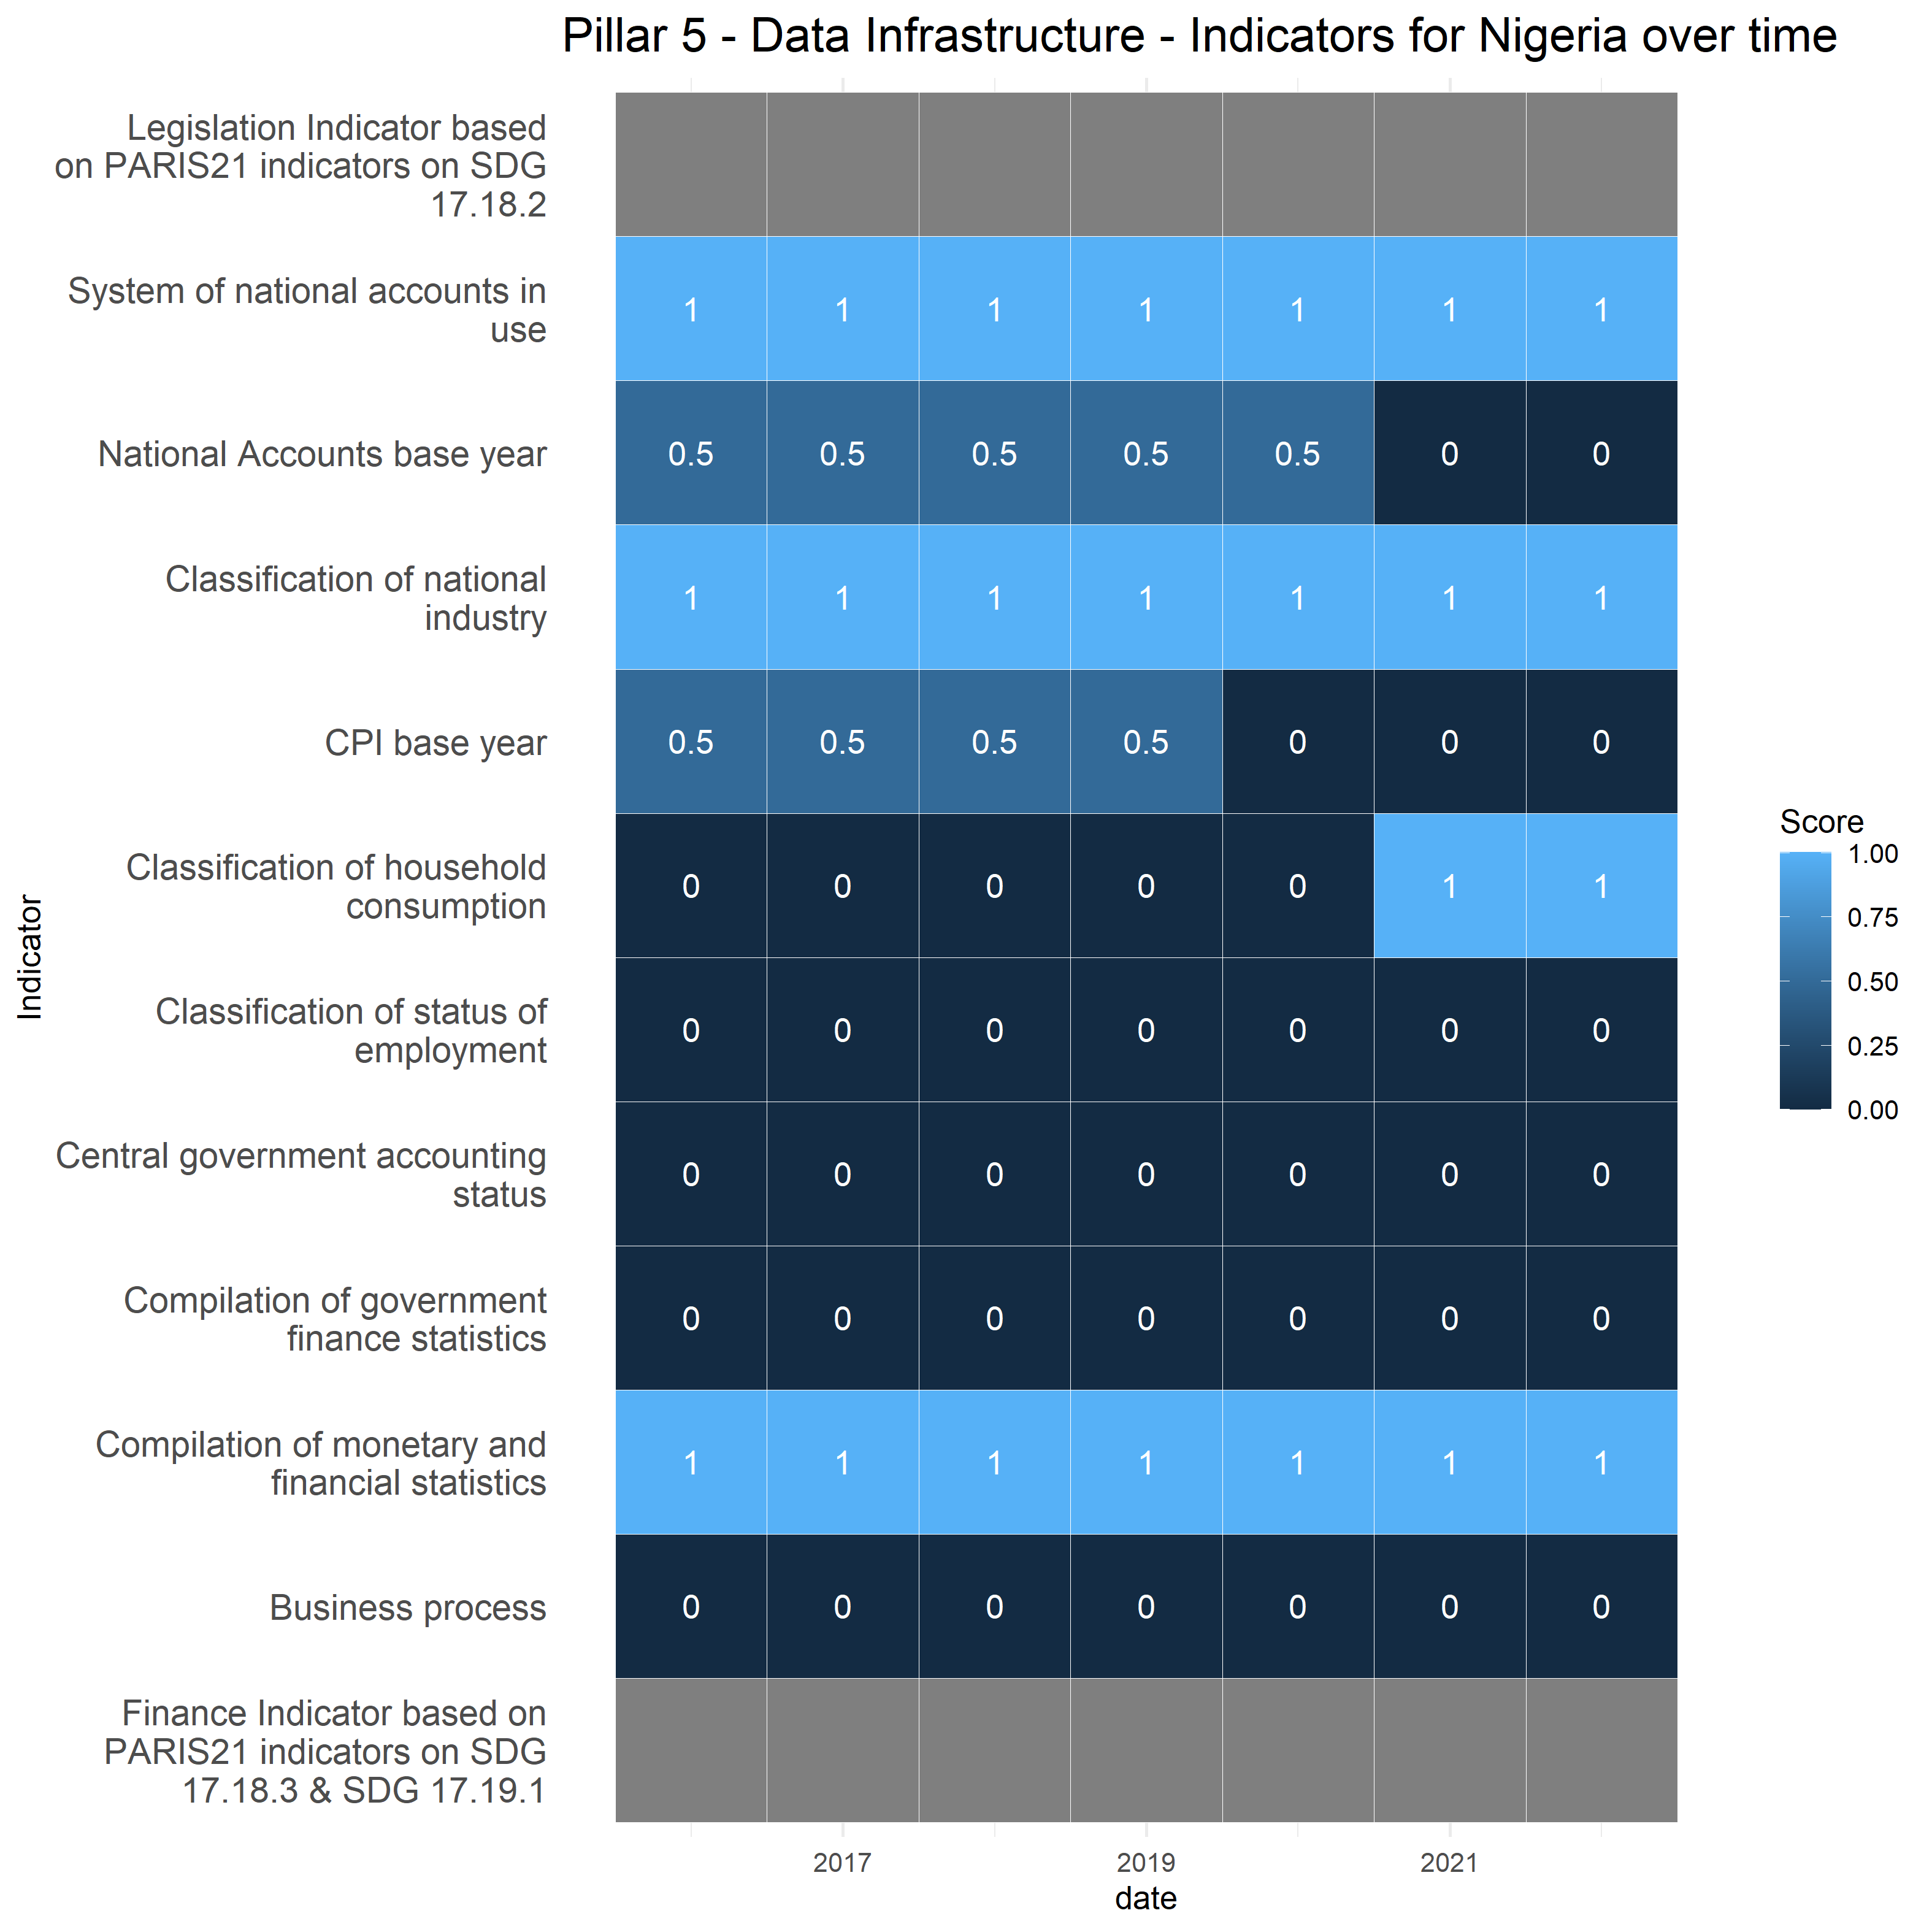 Pillar 5 - Data Infrastructure - Indicators for Nigeria over time
Legislation Indicator based
on PARIS21 indicators on SDG
17.18.2
System of national accounts in
use
1 1 1 1 1 1 1
National Accounts base year
0.5 0.5 0.5 0.5 0.5 0 0
Classification of national
industry
1 1 1 1 1 1 1
CPI base year
0.5 0.5 0.5 0.5 0 0 0
Classification of household
consumption
0 0 0 0 0 1 1
Classification of status of
employment
0 0 0 0 0 0 0
Central government accounting
status
0 0 0 0 0 0 0
Compilation of government
finance statistics
0 0 0 0 0 0 0
Compilation of monetary and
financial statistics
1 1 1 1 1 1 1
Business process
0 0 0 0 0 0 0
Finance Indicator based on
PARIS21 indicators on SDG
17.18.3 & SDG 17.19.1
Indicator
2017 2019 2021
date
Score
1.00
0.75
0.50
0.25
0.00